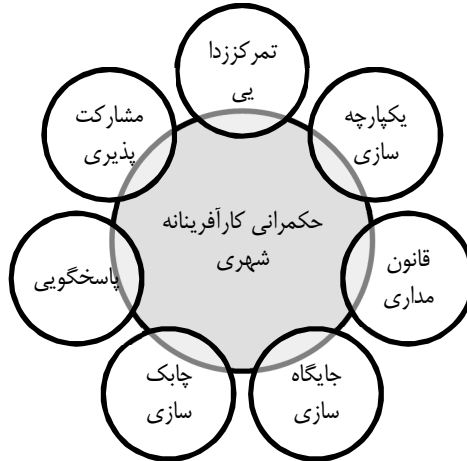 تمرکززدا
یی
یکپارچه
سازی
قانون
مداری
جایگاه
سازی
چابک
سازی
پاسخگویی
مشارکت
پذیری
حکمرانی کارآفرینانه
شهری